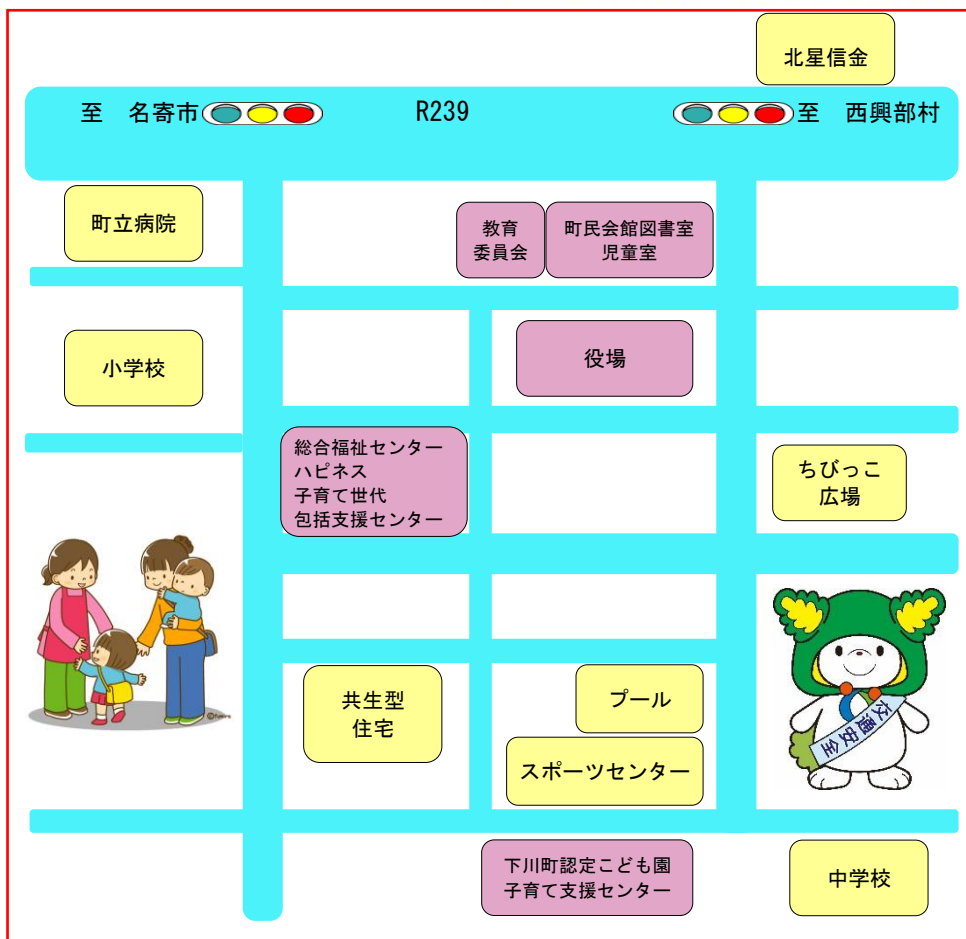 北星信金
至 名寄市
R239
至 西興部村
町立病院
教育
委員会
町民会館図書室
児童室
小学校
役場
総合福祉センター
ハピネス
子育て世代
包括支援センター
ちびっこ
広場
共生型
住宅
プール
スポーツセンター
交通安全
下川町認定こども園
子育て支援センター
中学校